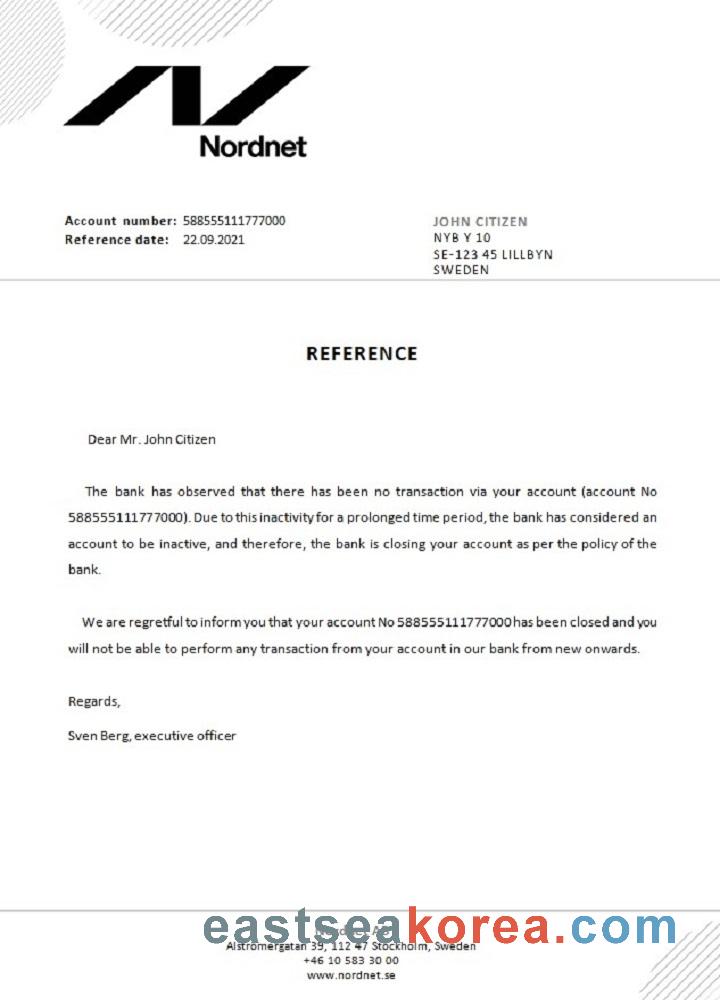 Nordnet
Account number: 588555111777000
Reference date: 22.09.2021
JOHN CITIZEN
NYB Y 10
SE-123 45 LILLBYN
SWEDEN
REFERENCE
Dear Mr. John Citizen
The bank has observed that there has been no transaction via your account (account No
588555111777000). Due to this inactivity for a prolonged time period, the bank has considered an
account to be inactive, and therefore, the bank is closing your account as per the policy of the
bank.
We are regretful to inform you that your account No 588555111777000 has been closed and you
will not be able to perform any transaction from your account in our bank from new onwards.
Regards,
Sven Berg, executive officer
eastseakorea.com
Alströmergatan 39, 112 47 Stockholm, Sweden
+46 10 583 30 00
www.nordnet.se